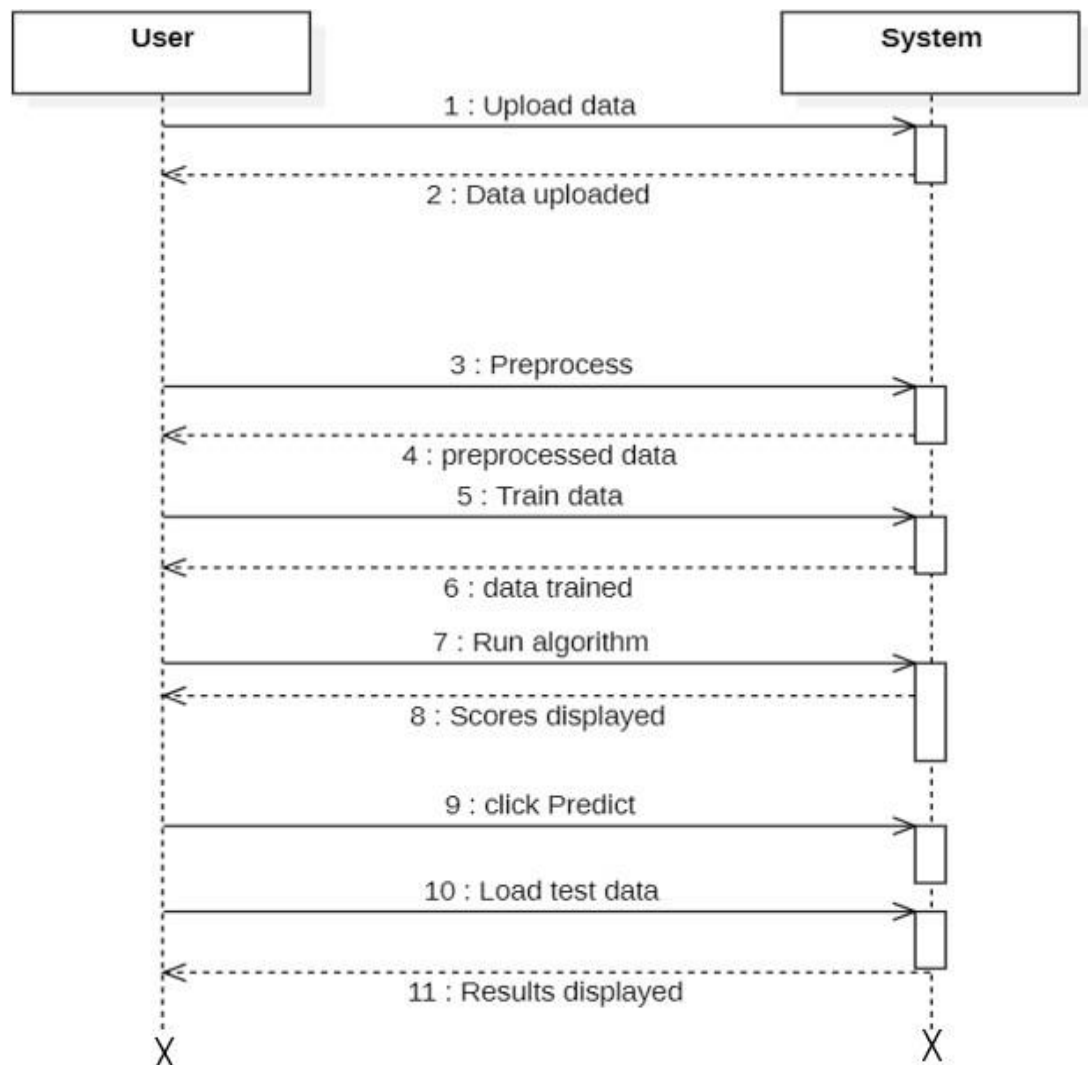 User
System
1 : Upload data
2 : Data uploaded
3 : Preprocess
4 : preprocessed data
5 : Train data
6 : data trained
7 : Run algorithm
8 : Scores displayed
9 : click Predict
10 : Load test data
11 : Results displayed
X
X